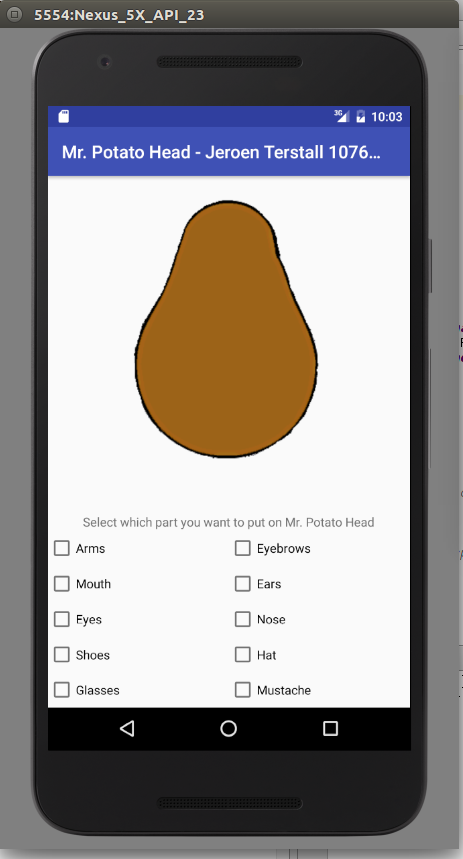 5554:Nexus_5X_API_23
3G 10:03
Mr. Potato Head - Jeroen Terstall 1076…
Select which part you want to put on Mr. Potato Head
Arms Eyebrows
Mouth Ears
Eyes Nose
Shoes Hat
Glasses Mustache